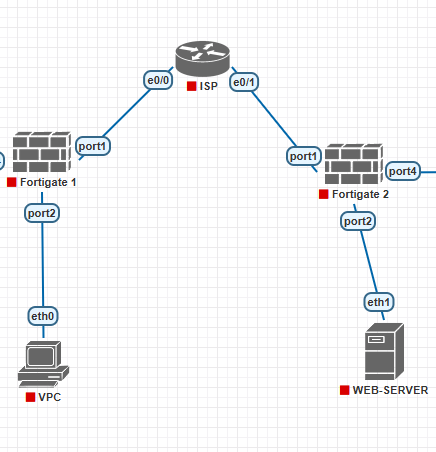 e0/0
e0/1
ISP
port1
port1
Fortigate 1
port4
Fortigate 2
port2
port2
eth1
eth0
WEB-SERVER
VPC